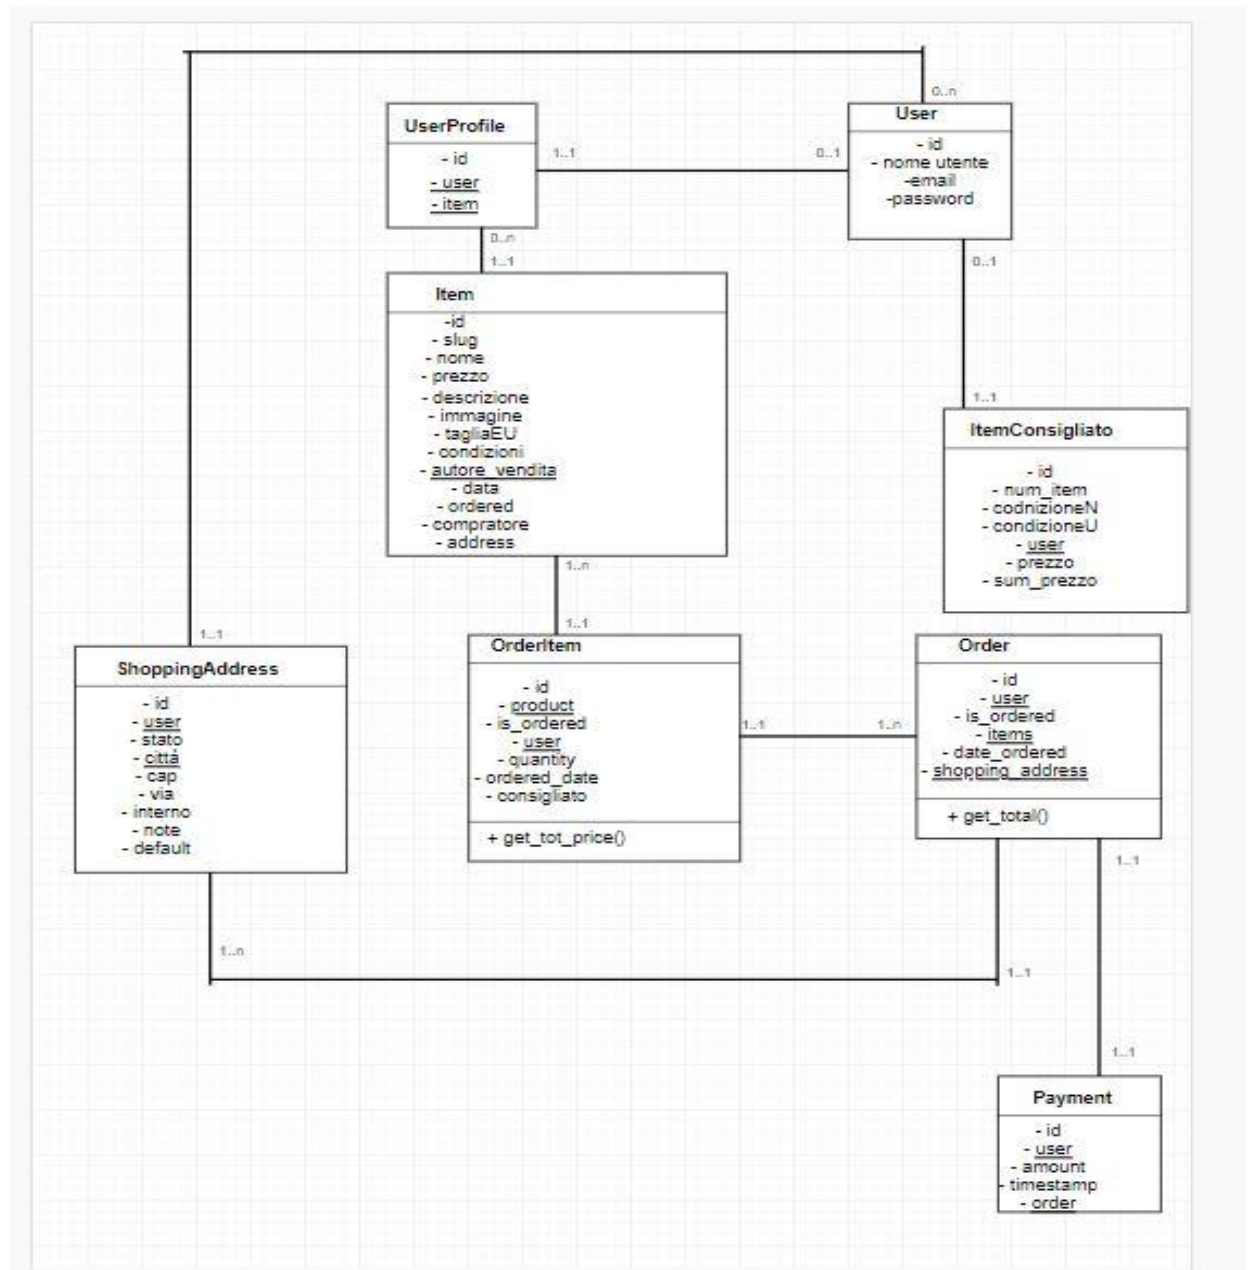 0..n
UserProfile
- id
- user
- item
1..1
0..1
User
- id
- nome utente
-email
-password
0..n
1..1
0..1
Item
-id
- slug
- nome
- prezzo
- descrizione
- immagine
- tagliaEU
- condizioni
- autore_vendita
- data
- ordered
- compratore
- address
1..1
ItemConsigliato
- id
- num_item
- codnizioneN
- condizioneU
- user
- prezzo
- sum_prezzo
1..n
1..1
1..1
ShoppingAddress
- id
- user
- stato
- città
- cap
- via
- interno
- note
- default
OrderItem
- id
- product
- is_ordered
- user
- quantity
- ordered_date
- consigliato
+ get_tot_price()
1..1
1..n
Order
- id
- user
- is_ordered
- items
- date_ordered
- shopping_address
+ get_total()
1..1
1..n
1..1
1..1
Payment
- id
- user
- amount
- timestamp
- order